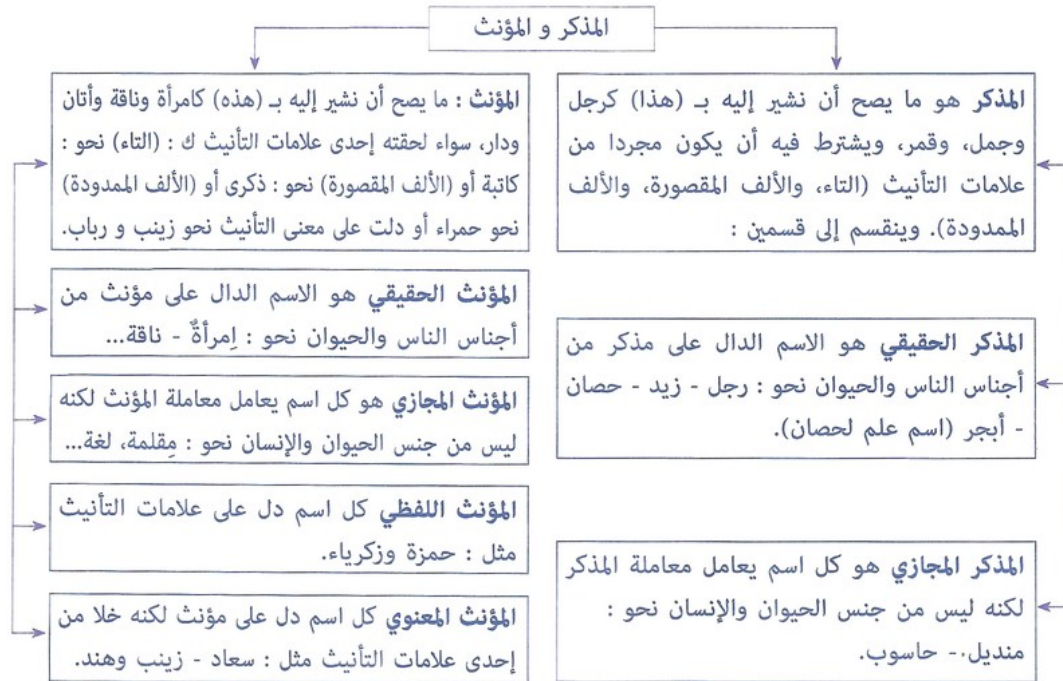 المذكر و المؤنث
المذكر هو ما يصح أن نشير إليه بـ (هذا) كرجل
وجمل، وقمر، ويشترط فيه أن يكون مجردا من
علامات التأنيث (التاء، والألف المقصورة، والألف
الممدودة). وينقسم إلى قسمين :
المذكر الحقيقي هو الاسم الدال على مذكر من
أجناس الناس والحيوان نحو : رجل - زيد - حصان
- أبجر (اسم علم لحصان).
المذكر المجازي هو كل اسم يعامل معاملة المذكر
لكنه ليس من جنس الحيوان والإنسان نحو :
منديل.- حاسوب.
المؤنث : ما يصح أن نشير إليه بـ (هذه) كامرأة وناقة وأتان
ودار، سواء لحقته إحدى علامات التأنيث ك : (التاء) نحو :
كاتبة أو (الألف المقصورة) نحو : ذكرى أو (الألف الممدودة)
نحو حمراء أو دلت على معنى التأنيث نحو زينب و رباب.
المؤنث الحقيقي هو الاسم الدال على مؤنث من
أجناس الناس والحيوان نحو : اِمرأةٌ - ناقة...
المؤنث المجازي هو كل اسم يعامل معاملة المؤنث لكنه
ليس من جنس الحيوان والإنسان نحو : مِقلمة، لغة...
المؤنث اللفظي كل اسم دل على علامات التأنيث
مثل : حمزة وزكرياء.
المؤنث المعنوي كل اسم دل على مؤنث لكنه خلا من
إحدى علامات التأنيث مثل : سعاد - زينب وهند.